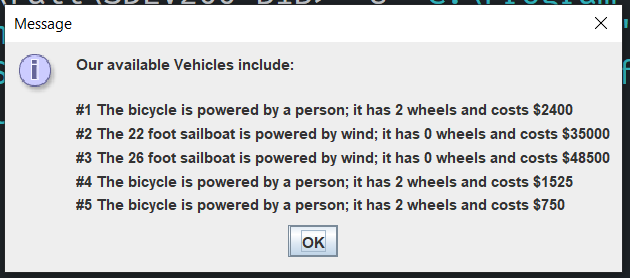 Message
Our available Vehicles include:
#1 The bicycle is powered by a person; it has 2 wheels and costs $2400
#2 The 22 foot sailboat is powered by wind; it has 0 wheels and costs $35000
#3 The 26 foot sailboat is powered by wind; it has 0 wheels and costs $48500
#4 The bicycle is powered by a person; it has 2 wheels and costs $1525
#5 The bicycle is powered by a person; it has 2 wheels and costs $750
OK